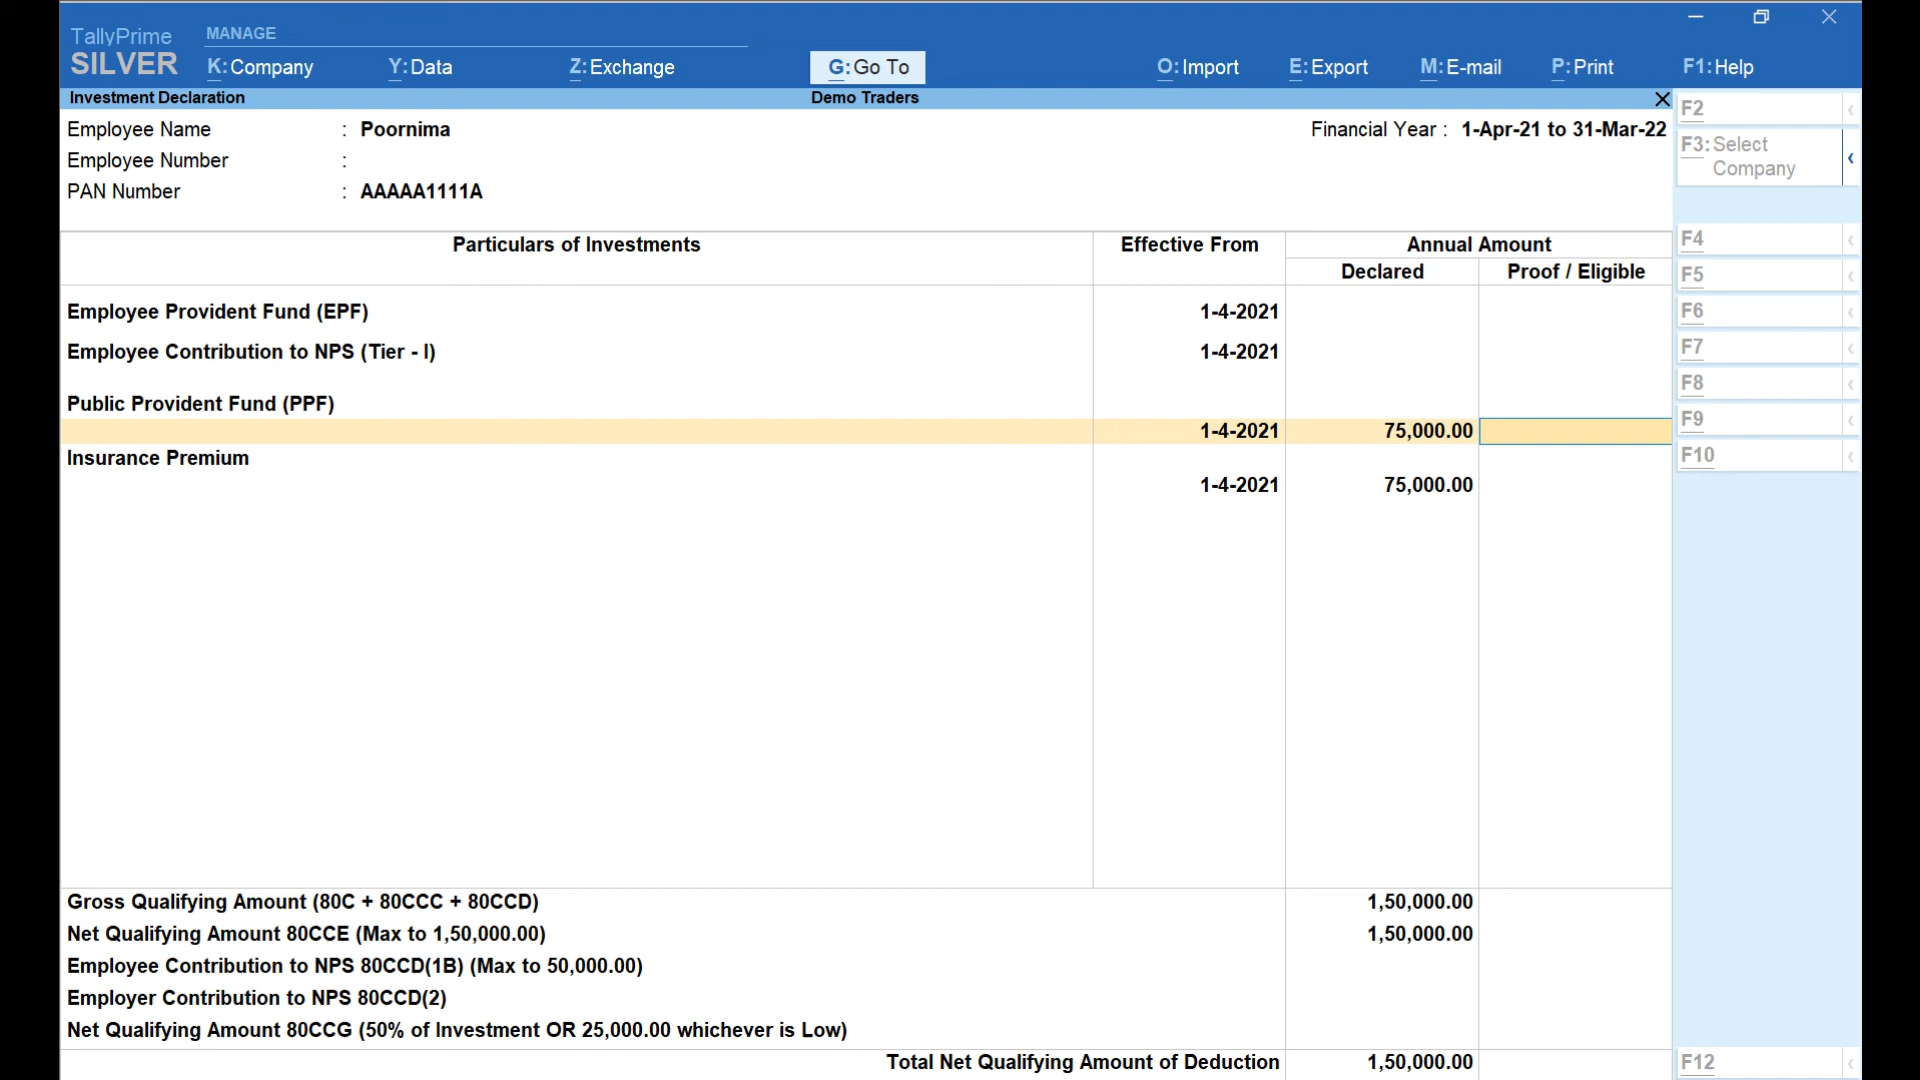 TallyPrime MANAGE
SILVER K:Company Y:Data Z:Exchange G:Go To O:Import E:Export M:E-mail P:Print F1:Help
Investment Declaration Demo Traders
Employee Name : Poornima Financial Year : 1-Apr-21 to 31-Mar-22
Employee Number :
PAN Number : AAAAA1111A
F2
F3:Select
Company
F4
F5
F6
F7
F8
F9
F10
Particulars of Investments Effective From Annual Amount
Declared Proof / Eligible
Employee Provident Fund (EPF) 1-4-2021
Employee Contribution to NPS (Tier - I) 1-4-2021
Public Provident Fund (PPF)
1-4-2021 75,000.00
Insurance Premium
1-4-2021 75,000.00
Gross Qualifying Amount (80C + 80CCC + 80CCD) 1,50,000.00
Net Qualifying Amount 80CCE (Max to 1,50,000.00) 1,50,000.00
Employee Contribution to NPS 80CCD(1B) (Max to 50,000.00)
Employer Contribution to NPS 80CCD(2)
Net Qualifying Amount 80CCG (50% of Investment OR 25,000.00 whichever is Low)
Total Net Qualifying Amount of Deduction 1,50,000.00
F12